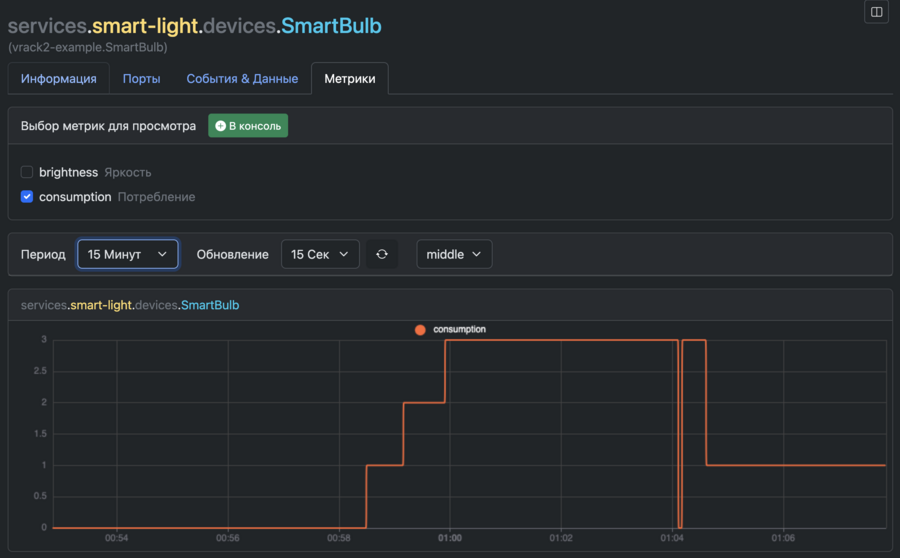 services.smart-light.devices.SmartBulb
(vrack2-example.SmartBulb)
Информация Порты События & Данные Метрики
Выбор метрик для просмотра В консоль
brightness Яркость
consumption Потребление
Период 15 Минут Обновление 15 Сек middle
services.smart-light.devices.SmartBulb
consumption
3
2.5
2
1.5
1
0.5
0
00:54 00:56 00:58 01:00 01:02 01:04 01:06